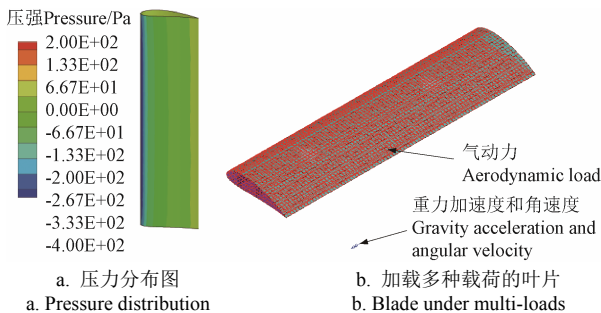 压强Pressure/Pa
2.00E+02
1.33E+02
6.67E+01
0.00E+00
-6.67E+01
-1.33E+02
-2.00E+02
-2.67E+02
-3.33E+02
-4.00E+02
气动力
Aerodynamic load
重力加速度和角速度
Gravity acceleration and
angular velocity
a. 压力分布图
a. Pressure distribution
b. 加载多种载荷的叶片
b. Blade under multi-loads